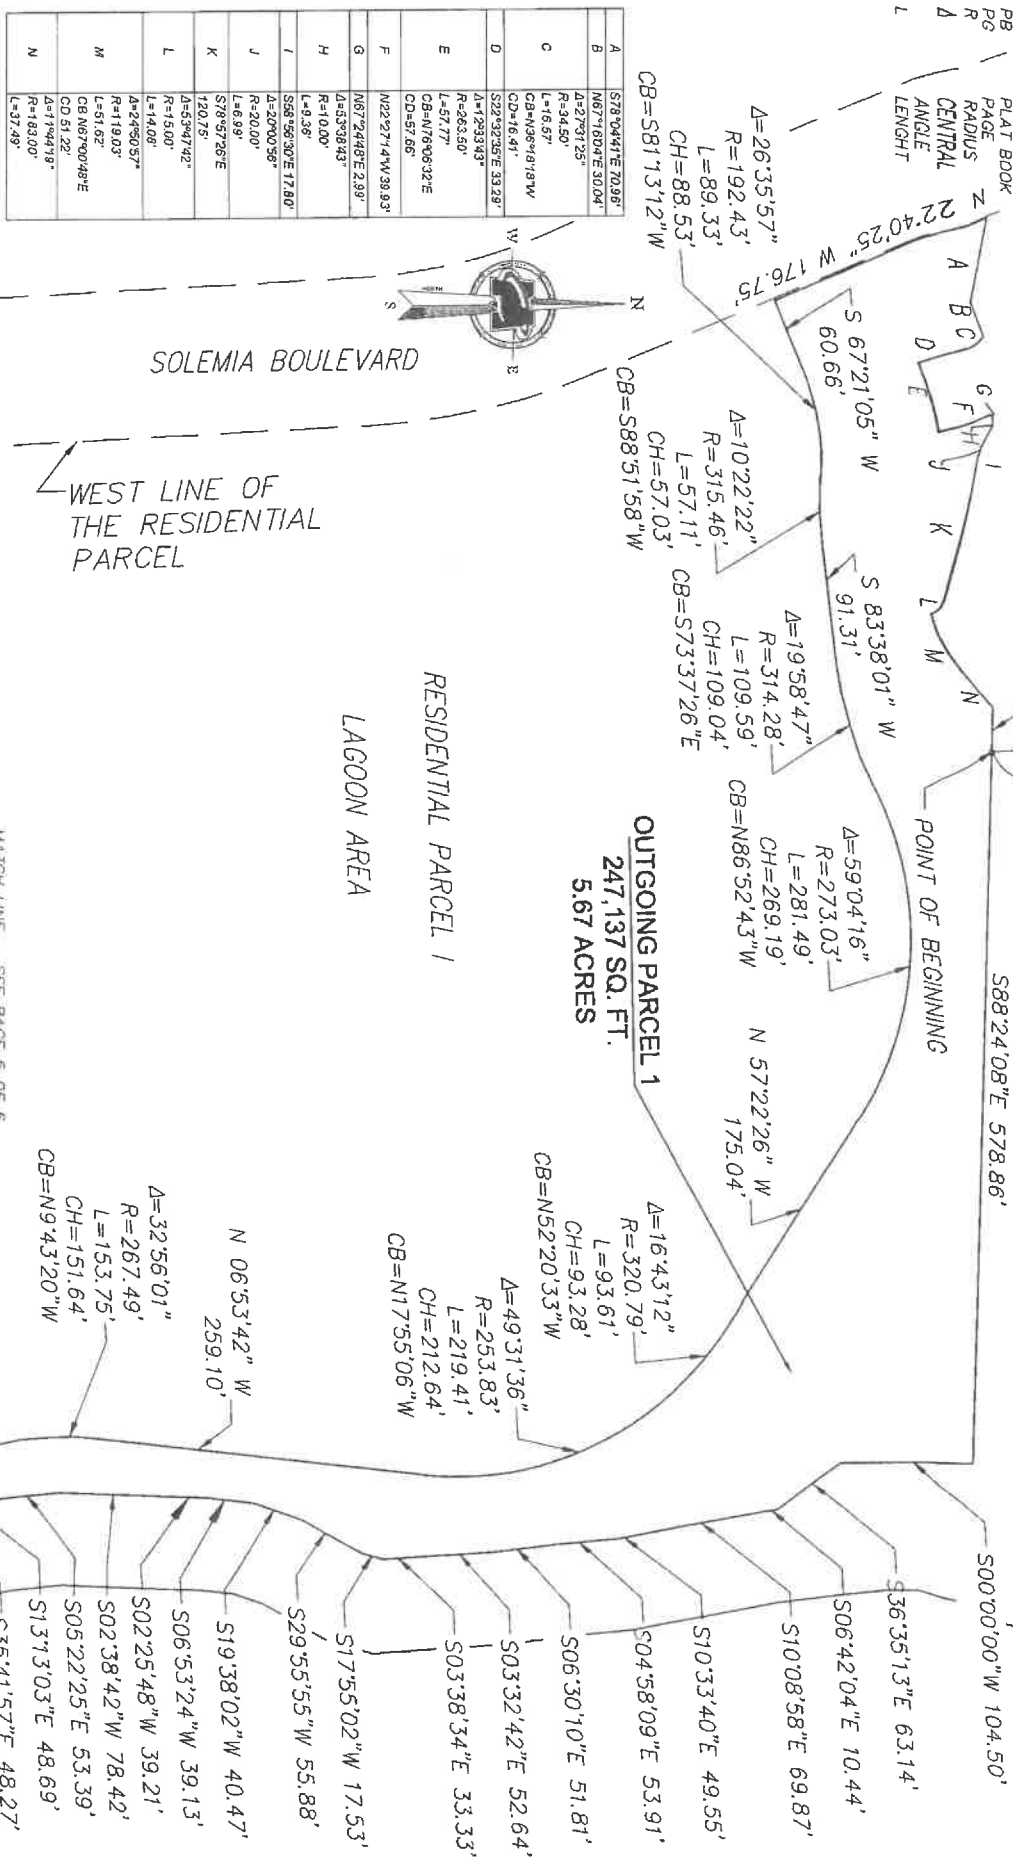 PB PLAT BOOK
PG PAGE
R RADIUS
Δ CENTRAL ANGLE
L LENGHT
N 22°40'25" W 176.75'
A
B
C
D
E
F
G
H
I
J
K
L
M
N
S 67°21'05" W
60.66'
Δ=26°35'57"
R=192.43'
L=89.33'
CH=88.53'
CB=S81°13'12"W
Δ=10°22'22"
R=315.46'
L=57.11'
CH=57.03'
CB=S88°51'58"W
S 83°38'01" W
91.31'
Δ=19°58'47"
R=314.28'
L=109.59'
CH=109.04'
CB=S73°37'26"E
Δ=59°04'16"
R=273.03'
L=281.49'
CH=269.19'
CB=N86°52'43"W
POINT OF BEGINNING
S88°24'08"E 578.86'
N 57°22'26" W
175.04'
OUTGOING PARCEL 1
247,137 SQ. FT.
5.67 ACRES
Δ=16°43'12"
R=320.79'
L=93.61'
CH=93.28'
CB=N52°20'33"W
Δ=49°31'36"
R=253.83'
L=219.41'
CH=212.64'
CB=N17°55'06"W
N 06°53'42" W
259.10'
Δ=32°56'01"
R=267.49'
L=153.75'
CH=151.64'
CB=N9°43'20"W
RESIDENTIAL PARCEL 1
LAGOON AREA
N
E
S
W
SOLEMIA BOULEVARD
WEST LINE OF
THE RESIDENTIAL
PARCEL
A S78°04'41"E 70.96'
B N67°16'04"E 30.04'
C Δ=27°31'25"
R=34.50'
L=16.57'
CB=N36°18'18"W
CD=16.41'
D S22°32'35"E 33.29'
E Δ=12°33'43"
R=263.50'
L=57.77'
CB=N76°06'32"E
CD=57.66'
F N22°27'14"W 39.93'
G N67°24'48"E 2.99'
H Δ=53°38'43"
R=10.00'
L=9.36'
I S58°56'30"E 17.80'
J Δ=20°00'56"
R=20.00'
L=6.99'
K S78°57'26"E
120.75'
L Δ=53°47'42"
R=15.00'
L=14.08'
M Δ=24°50'57"
R=119.03'
L=51.62'
CB N67°00'48"E
CD 51.22'
N Δ=11°44'19"
R=183.00'
L=37.49'
S00°00'00"W 104.50'
S36°35'13"E 63.14'
S06°42'04"E 10.44'
S10°08'58"E 69.87'
S10°33'40"E 49.55'
S04°58'09"E 53.91'
S06°30'10"E 51.81'
S03°32'42"E 52.64'
S03°38'34"E 33.33'
S17°55'02"W 17.53'
S29°55'55"W 55.88'
S19°38'02"W 40.47'
S06°53'24"W 39.13'
S02°25'48"W 39.21'
S02°38'42"W 78.42'
S05°22'25"E 53.39'
S13°13'03"E 48.69'
S35°41'57"E 48.27'